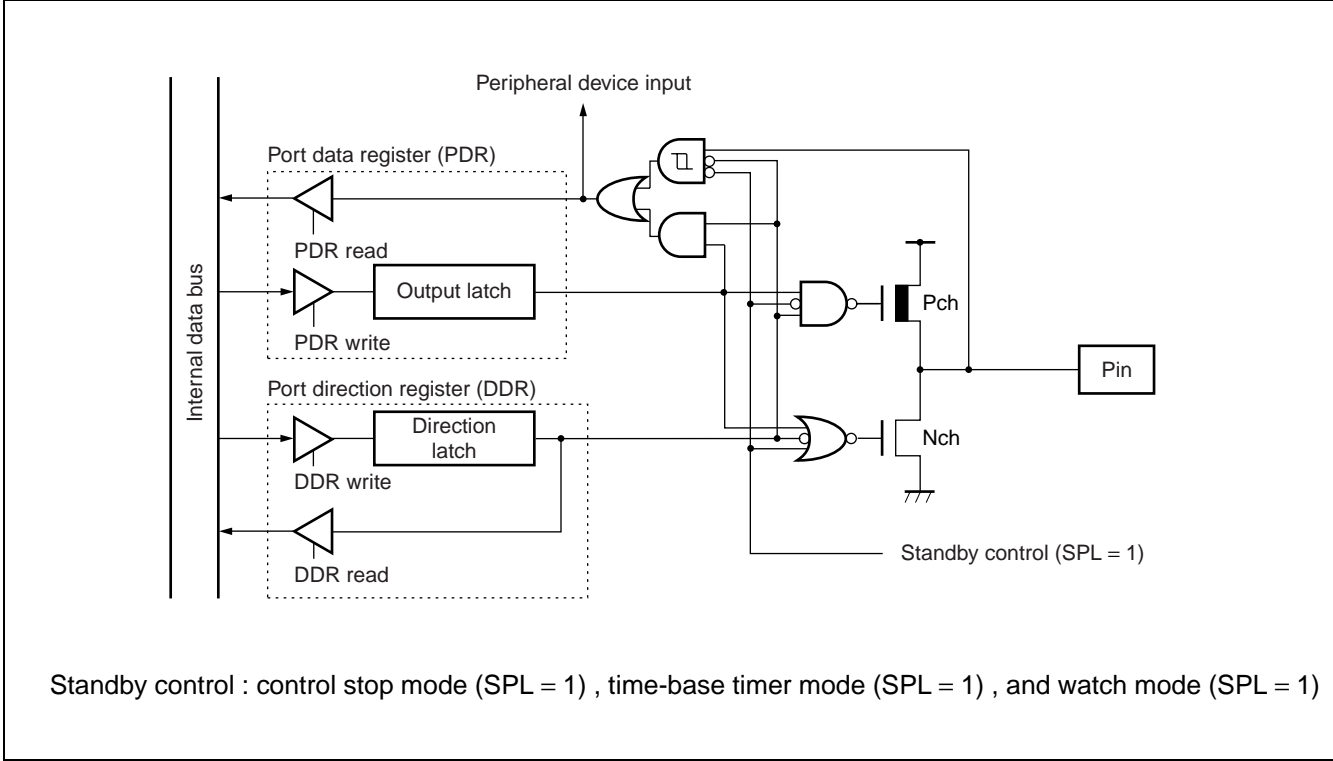 Peripheral device input
Port data register (PDR)
PDR read
Output latch
PDR write
Internal data bus
Pch
Pin
Port direction register (DDR)
Direction
latch
Nch
DDR write
Standby control (SPL = 1)
DDR read
Standby control : control stop mode (SPL = 1) , time-base timer mode (SPL = 1) , and watch mode (SPL = 1)